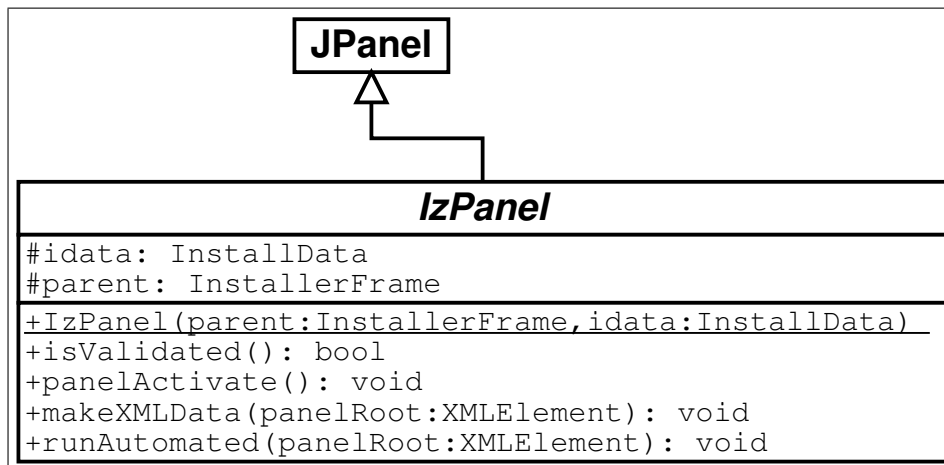 JPanel
IzPanel
#idata: InstallData
#parent: InstallerFrame
+IzPanel(parent:InstallerFrame,idata:InstallData)
+isValidated(): bool
+panelActivate(): void
+makeXMLData(panelRoot:XMLElement): void
+runAutomated(panelRoot:XMLElement): void